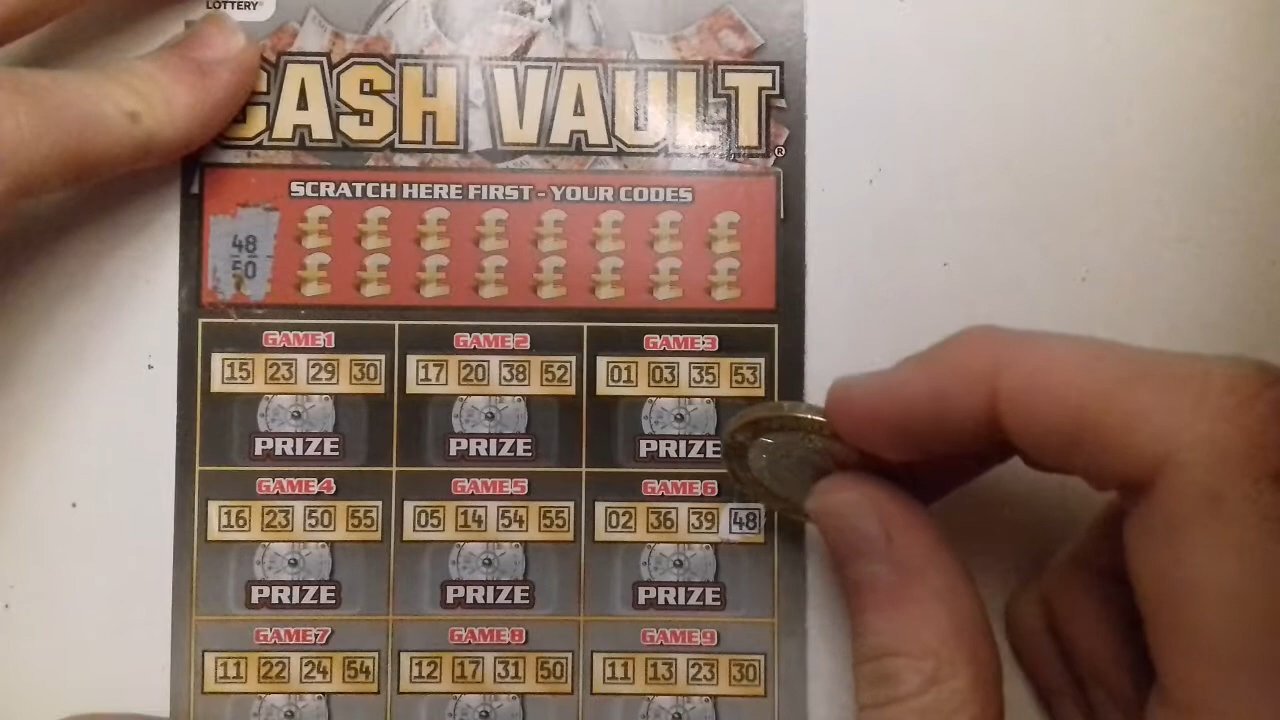 LOTTERY
CASH VAULT®
SCRATCH HERE FIRST - YOUR CODES
48 £ £ £ £ £ £ £ £
50 £ £ £ £ £ £ £ £
GAME 1 GAME 2 GAME 3
15 23 29 30 17 20 38 52 01 03 35 53
PRIZE PRIZE PRIZE
GAME 4 GAME 5 GAME 6
16 23 50 55 05 14 54 55 02 36 39 48
PRIZE PRIZE PRIZE
GAME 7 GAME 8 GAME 9
11 22 24 54 12 17 31 50 11 13 23 30